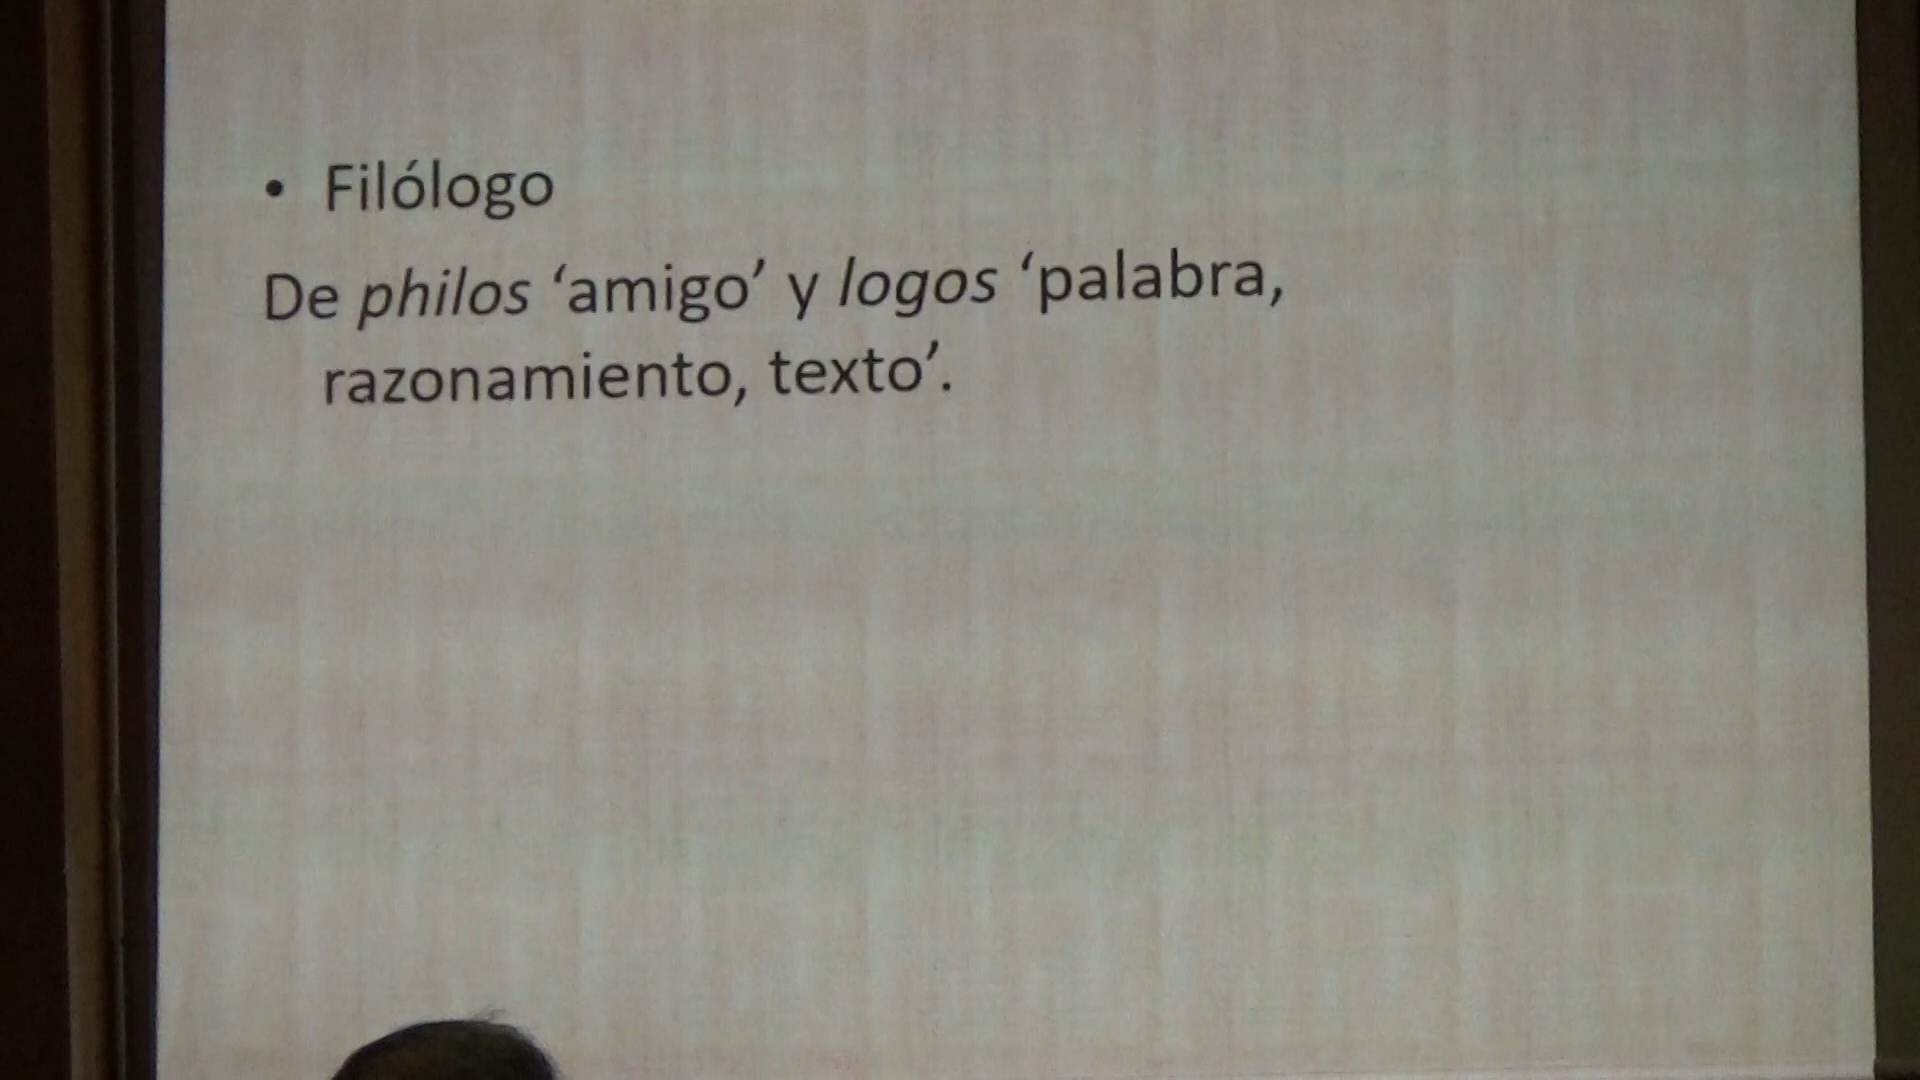 • Filólogo
De philos ‘amigo’ y logos ‘palabra,
razonamiento, texto’.